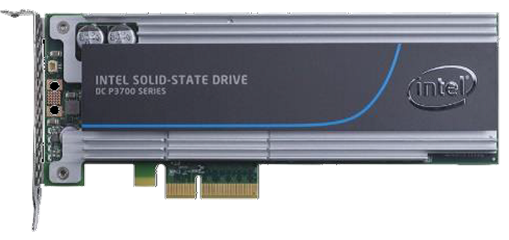 INTEL SOLID-STATE DRIVE
DC P3700 SERIES
intel